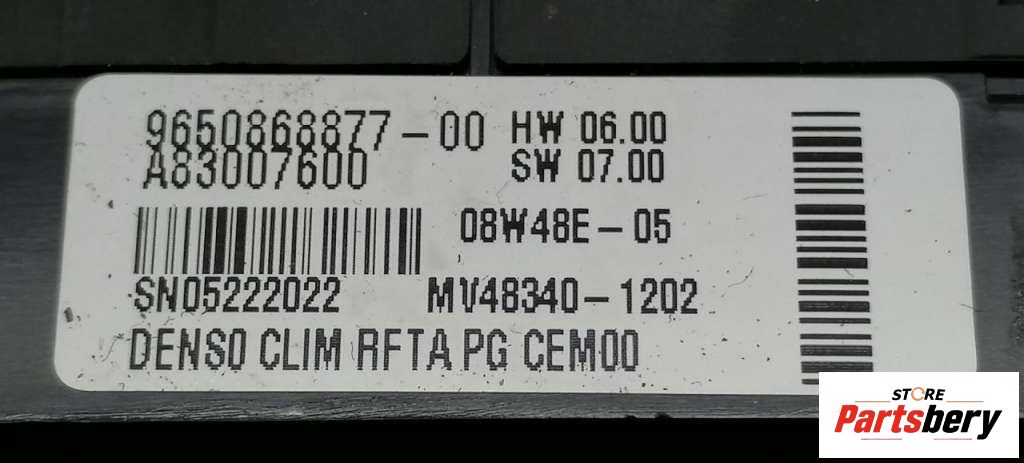 9650868877-00 HW 06.00
A83007600 SW 07.00
08W48E-05
SN05222022 MV48340-1202
DENSO CLIM RFTA PG CEM00
STORE
Partsbery